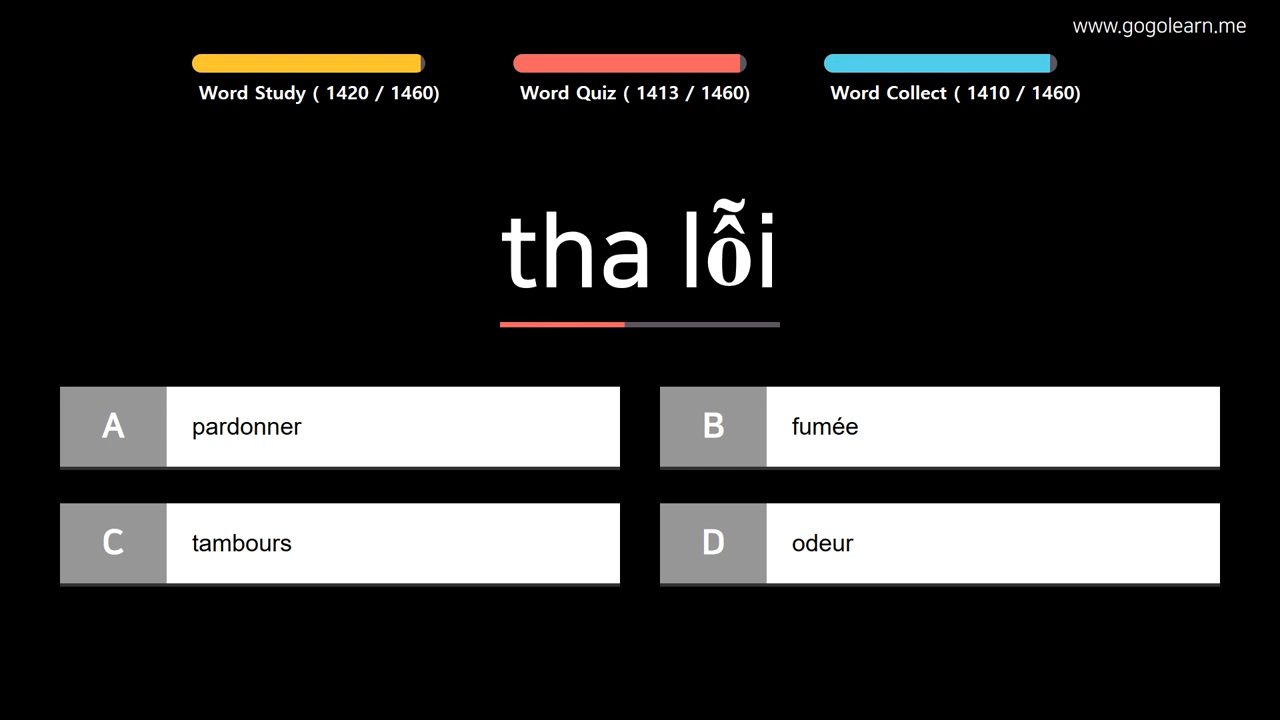 www.gogolearn.me
Word Study ( 1420 / 1460)
Word Quiz ( 1413 / 1460)
Word Collect ( 1410 / 1460)
tha lỗi
A pardonner
B fumée
C tambours
D odeur